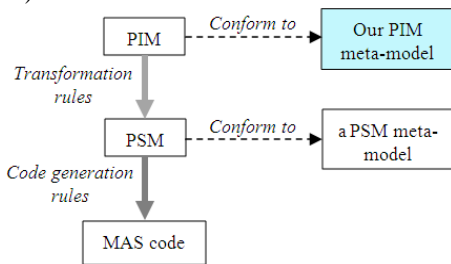 )
PIM
Conform to
Our PIM
meta-model
Transformation
rules
PSM
Conform to
a PSM meta-
model
Code generation
rules
MAS code